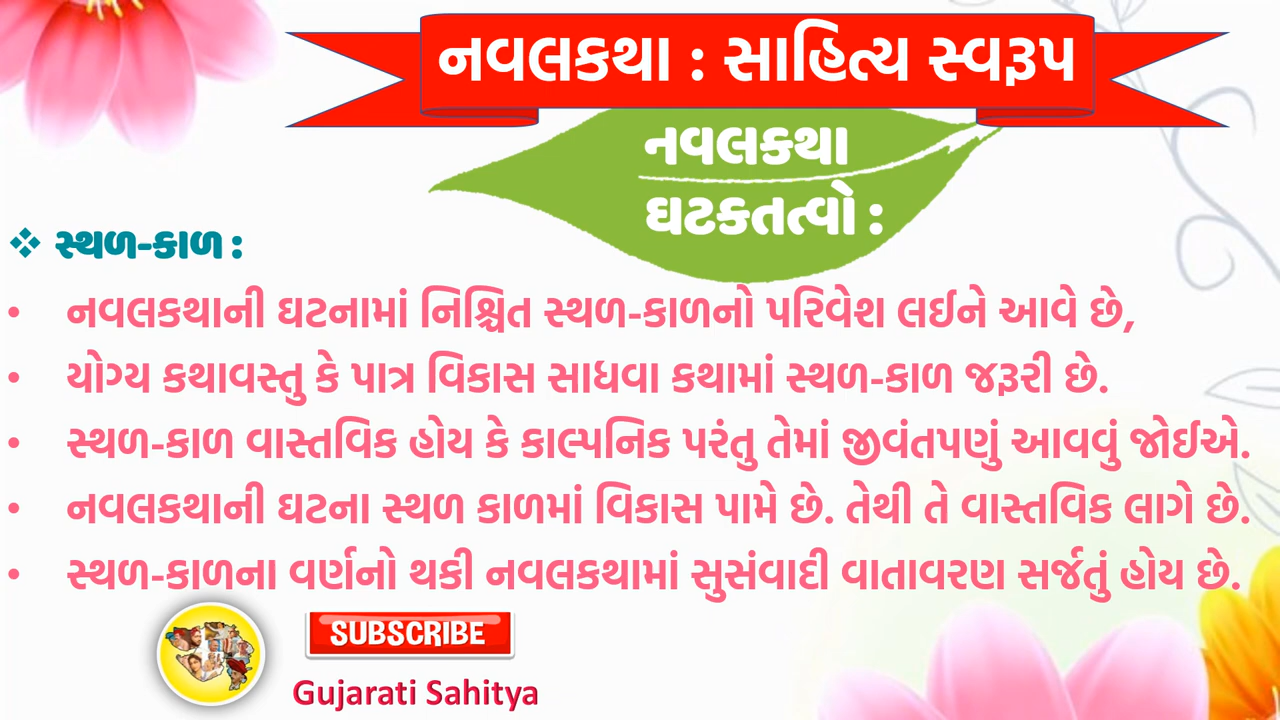 નવલકથા : સાહિત્ય સ્વરૂપ
નવલકથા
ઘટકતત્વો :
❖ સ્થળ-કાળ :
• નવલકથાની ઘટનામાં નિશ્ચિત સ્થળ-કાળનો પરિવેશ લઈને આવે છે,
• યોગ્ય કથાવસ્તુ કે પાત્ર વિકાસ સાધવા કથામાં સ્થળ-કાળ જરૂરી છે.
• સ્થળ-કાળ વાસ્તવિક હોય કે કાલ્પનિક પરંતુ તેમાં જીવંતપણું આવવું જોઈએ.
• નવલકથાની ઘટના સ્થળ કાળમાં વિકાસ પામે છે. તેથી તે વાસ્તવિક લાગે છે.
• સ્થળ-કાળના વર્ણનો થકી નવલકથામાં સુસંવાદી વાતાવરણ સર્જતું હોય છે.
SUBSCRIBE
Gujarati Sahitya